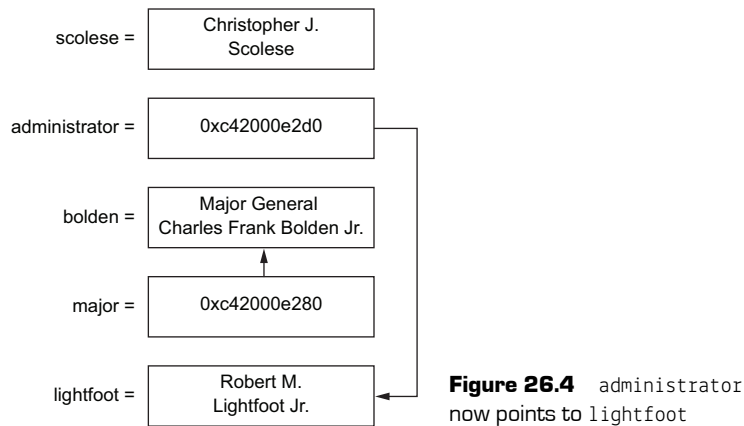 scolese =
Christopher J.
Scolese
administrator =
0xc42000e2d0
bolden =
Major General
Charles Frank Bolden Jr.
major =
0xc42000e280
lightfoot =
Robert M.
Lightfoot Jr.
Figure 26.4 administrator
now points to lightfoot